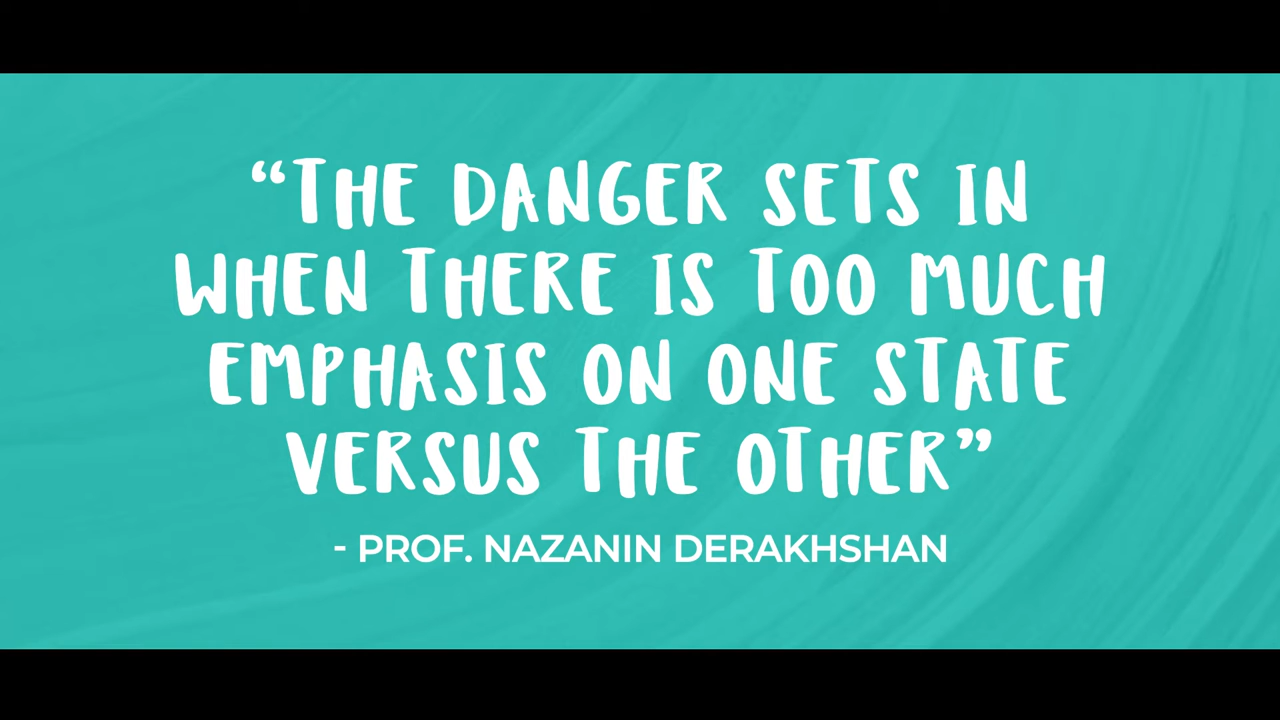 “THE DANGER SETS IN
WHEN THERE IS TOO MUCH
EMPHASIS ON ONE STATE
VERSUS THE OTHER”
- PROF. NAZANIN DERAKHSHAN